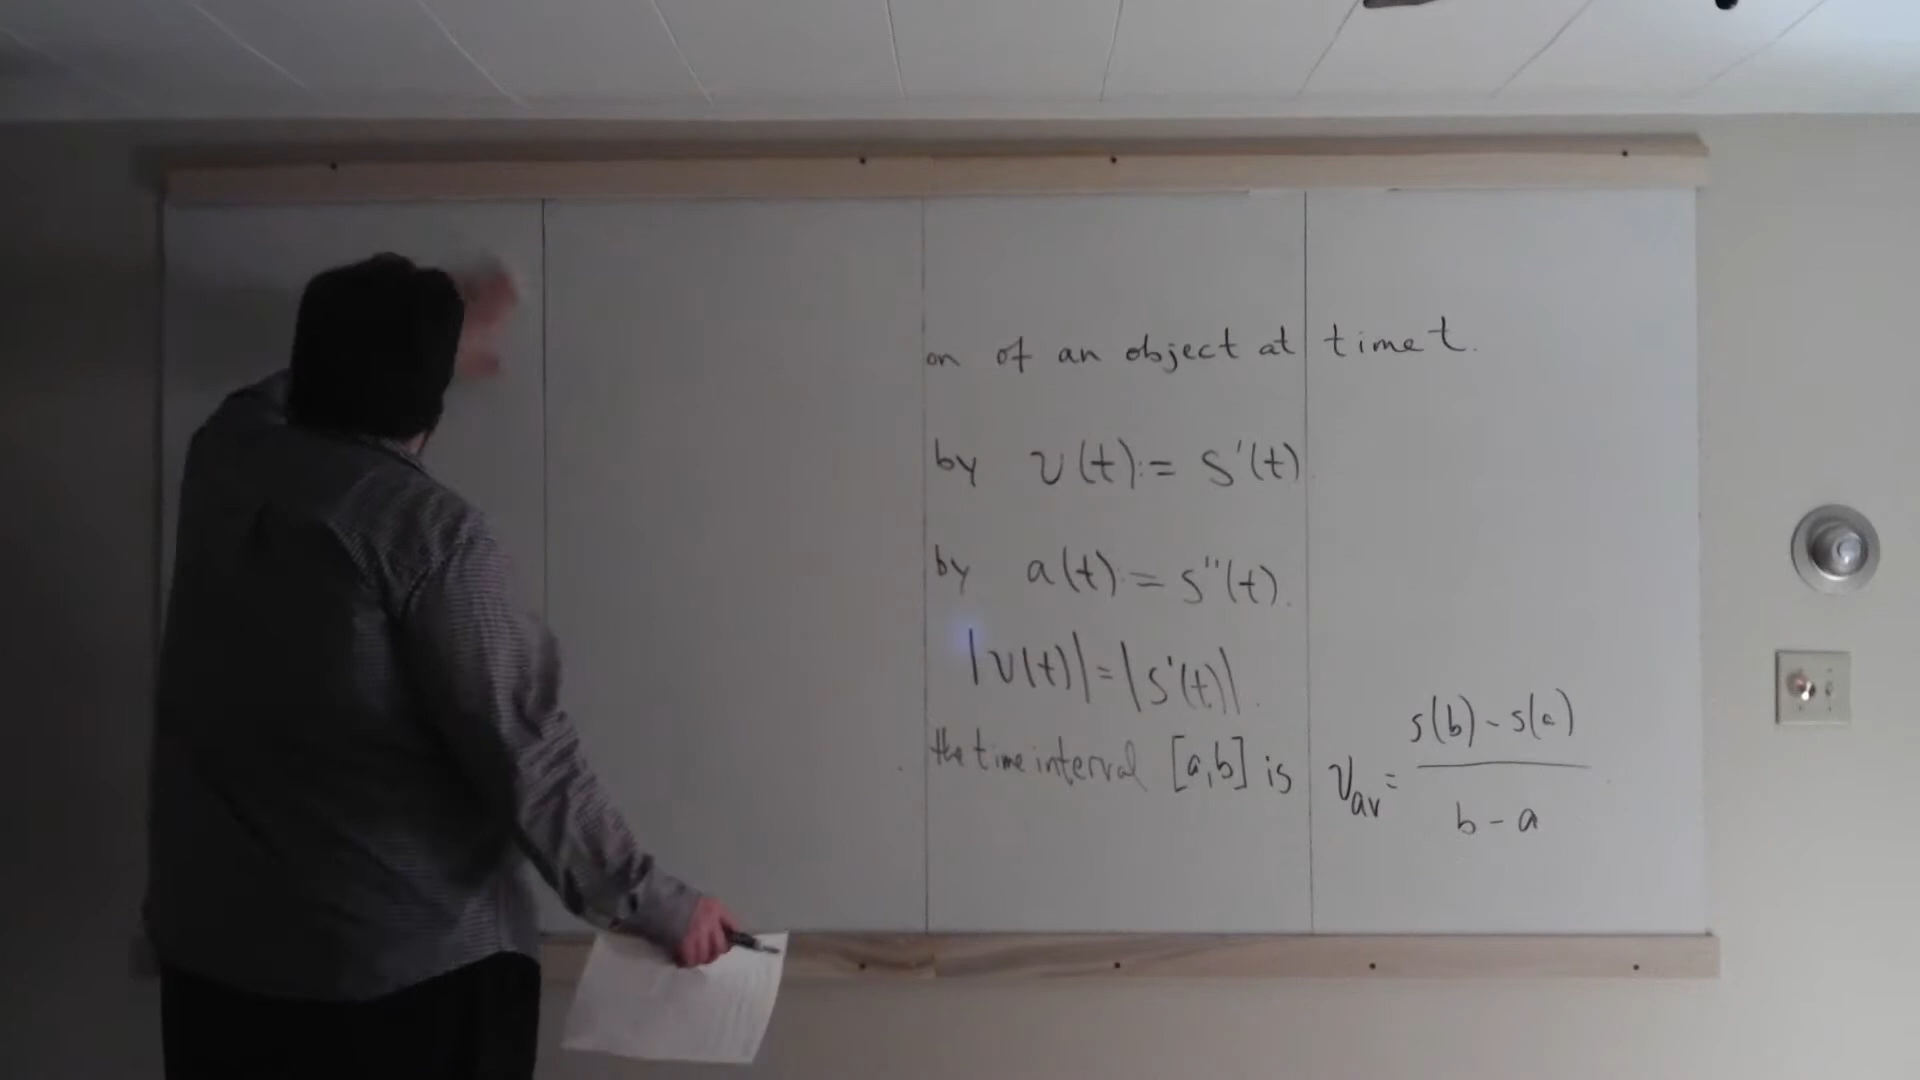 on of an object at time t.
by v(t):= s'(t)
by a(t):= s''(t).
|v(t)|=|s'(t)|.
the time interval [a,b] is v_av = (s(b) - s(a)) / (b - a)